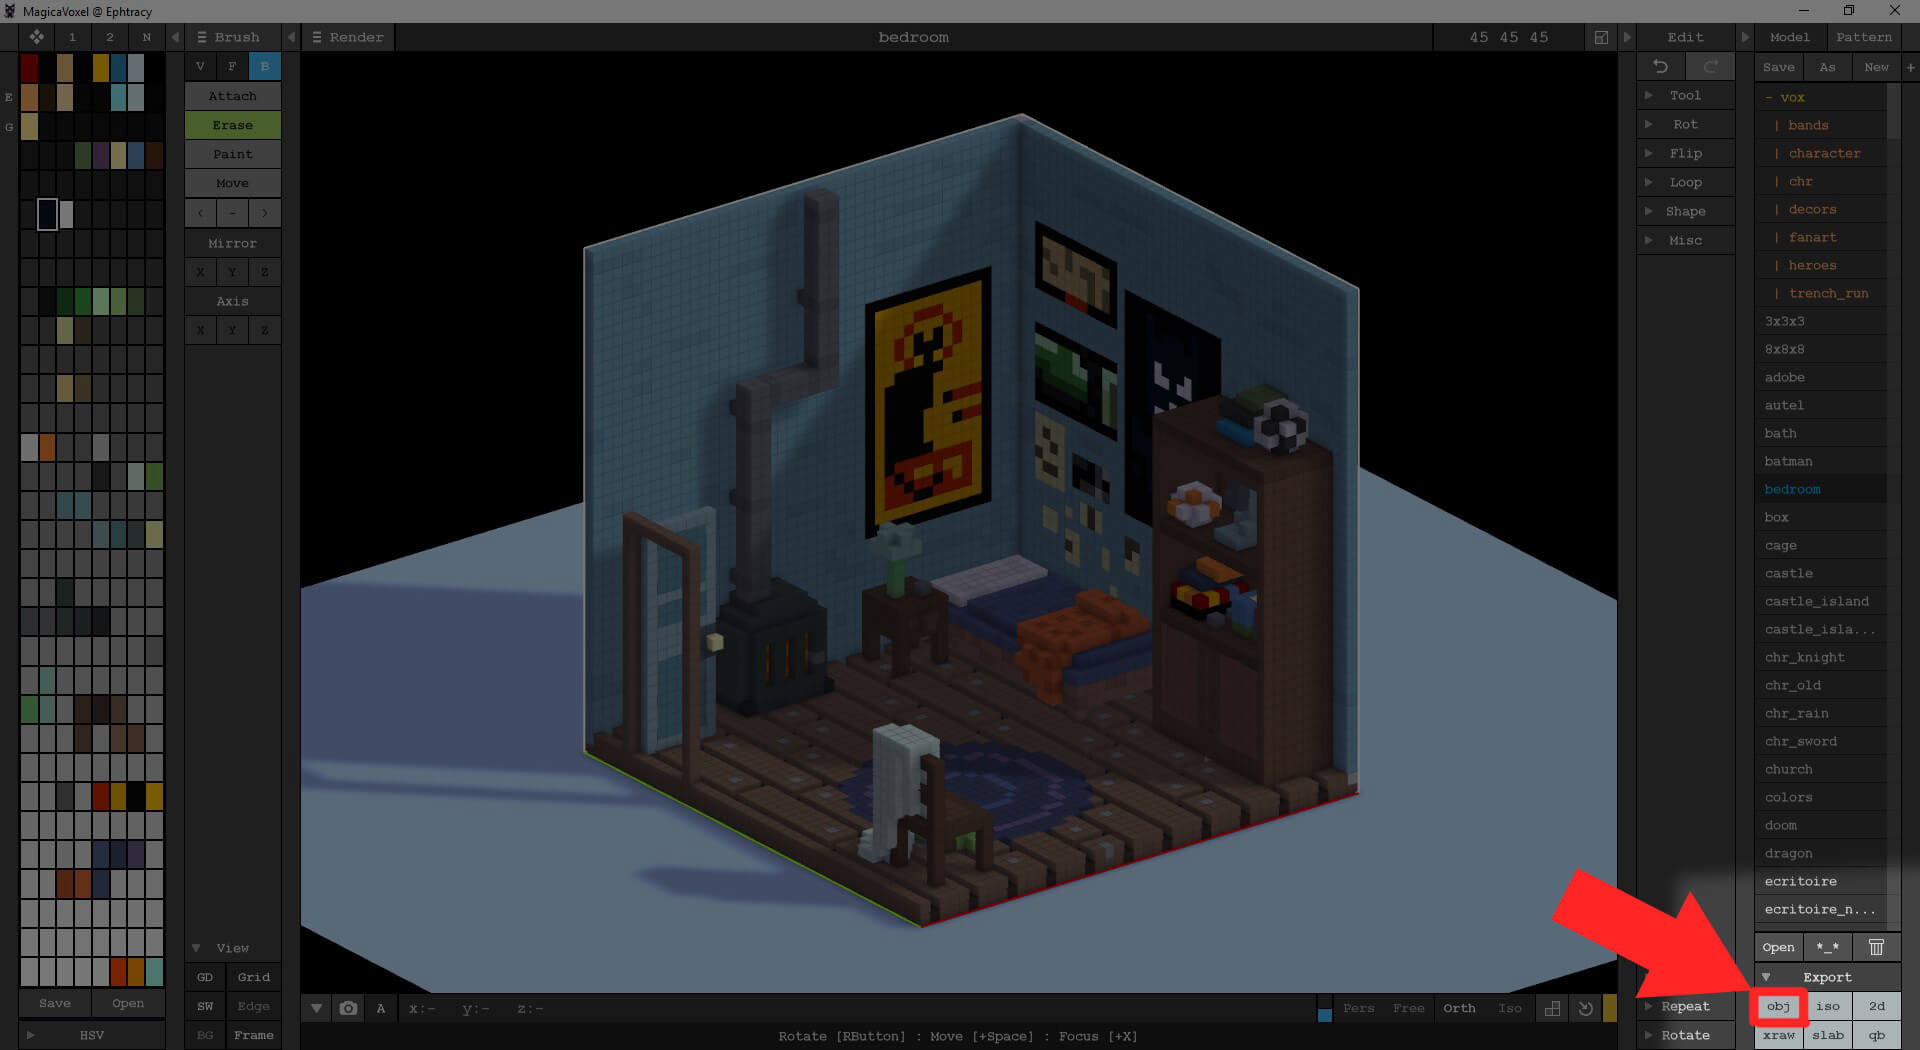 MagicaVoxel @ Ephtracy
1 2 N
Brush
Render
bedroom
45 45 45
Edit
Model Pattern
V F B
Save As New +
E
G
Attach
Erase
Paint
Move
< - >
Mirror
X Y Z
Axis
X Y Z
View
GD Grid
SW Edge
BG Frame
Save Open
HSV
Tool
Rot
Flip
Loop
Shape
Misc
Repeat
Rotate
- vox
| bands
| character
| chr
| decors
| fanart
| heroes
| trench_run
3x3x3
8x8x8
adobe
autel
bath
batman
bedroom
box
cage
castle
castle_island
castle_isla...
chr_knight
chr_old
chr_rain
chr_sword
church
colors
doom
dragon
ecritoire
ecritoire_n...
Open *_*
Export
obj iso 2d
xraw slab qb
A x:- y:- z:-
Pers Free Orth Iso
Rotate [RButton] : Move [+Space] : Focus [+X]